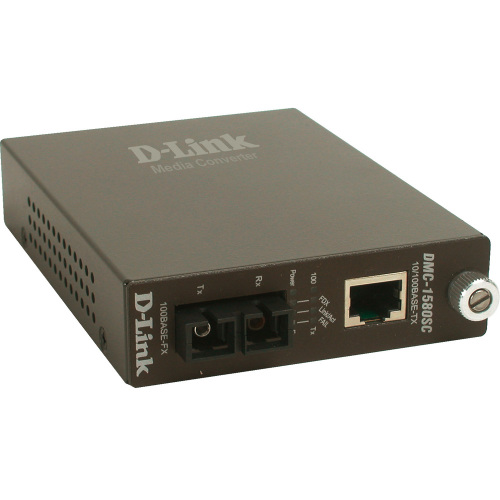 D-Link
Media Converter
D-Link
100BASE-FX
Tx
Rx
Power
100
FDX
Link/Act
FAIL
Tx
10/100BASE-TX
DMC-1580SC